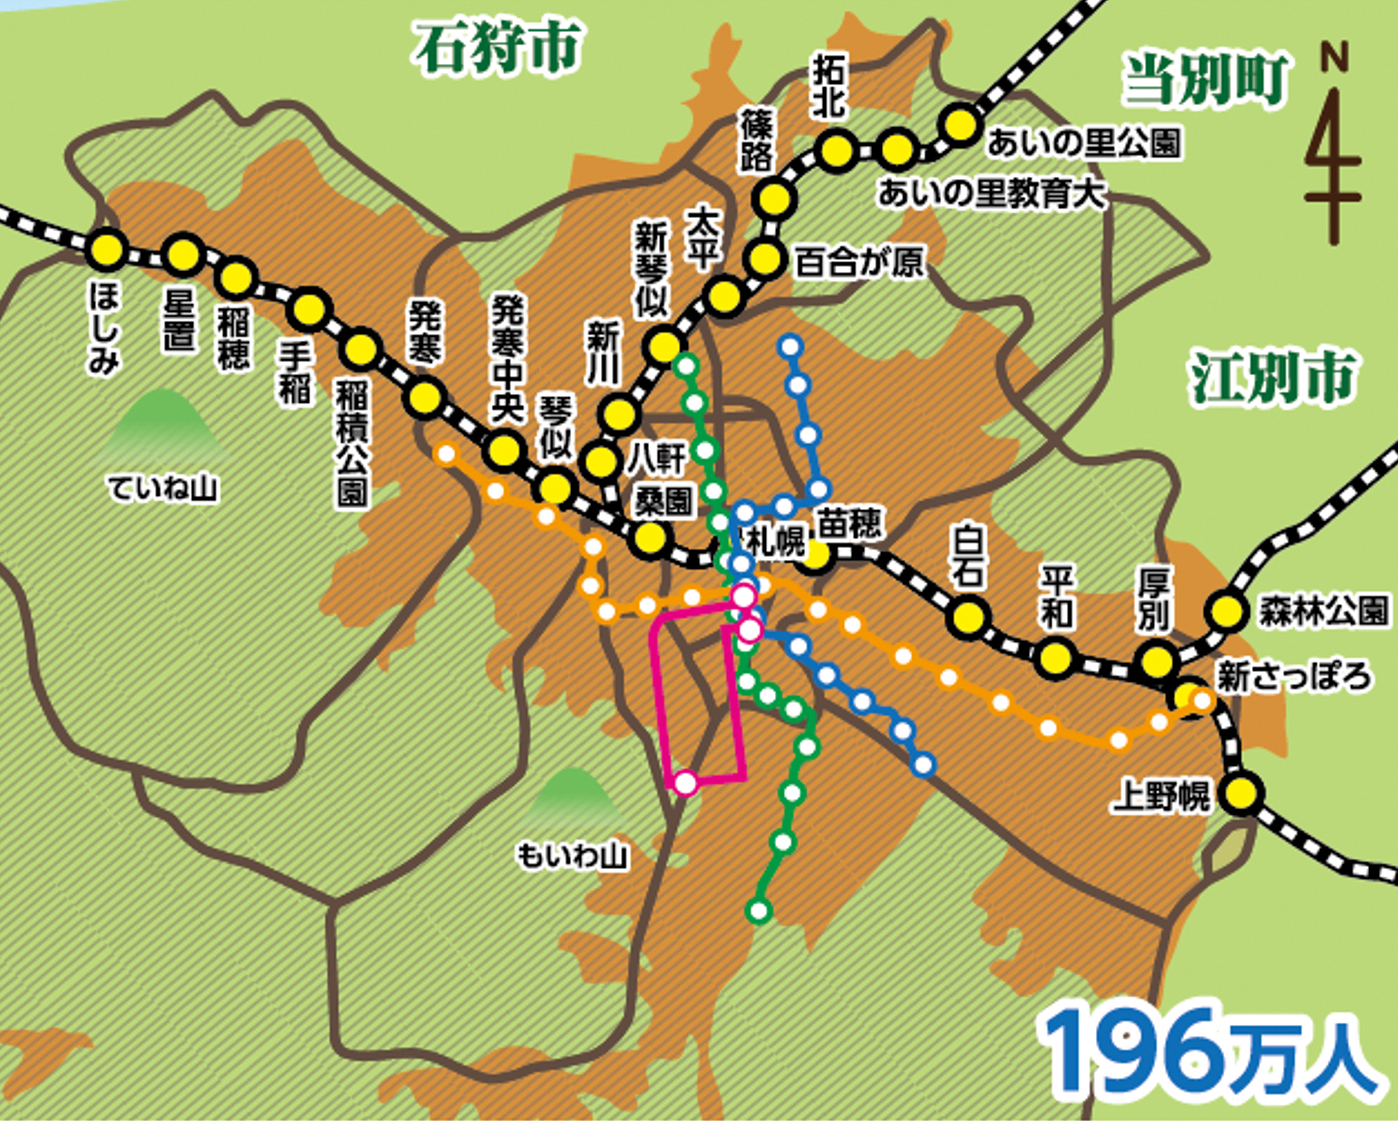 石狩市
当別町
N
拓北
篠路
あいの里公園
あいの里教育大
太平
新琴似
百合が原
ほしみ
星置
稲穂
手稲
稲積公園
発寒
発寒中央
琴似
新川
八軒
桑園
札幌
苗穂
江別市
ていね山
白石
平和
厚別
森林公園
新さっぽろ
上野幌
もいわ山
196万人